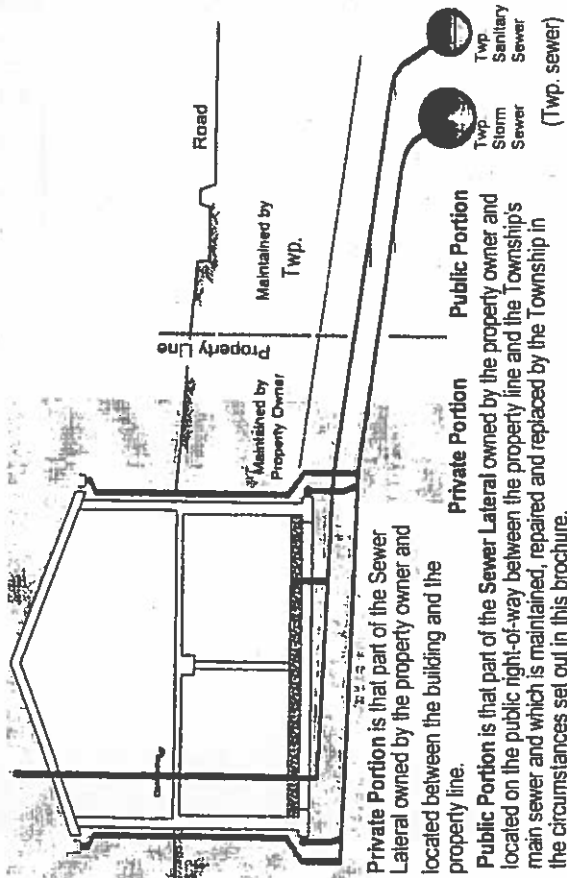 Road
Property Line
Maintained by
Property Owner
Maintained by
Twp.
Twp.
Storm
Sewer
Twp.
Sanitary
Sewer
(Twp. sewer)
Private Portion
Public Portion
Private Portion is that part of the Sewer
Lateral owned by the property owner and
located between the building and the
property line.
Public Portion is that part of the Sewer Lateral owned by the property owner and
located on the public right-of-way between the property line and the Township's
main sewer and which is maintained, repaired and replaced by the Township in
the circumstances set out in this brochure.